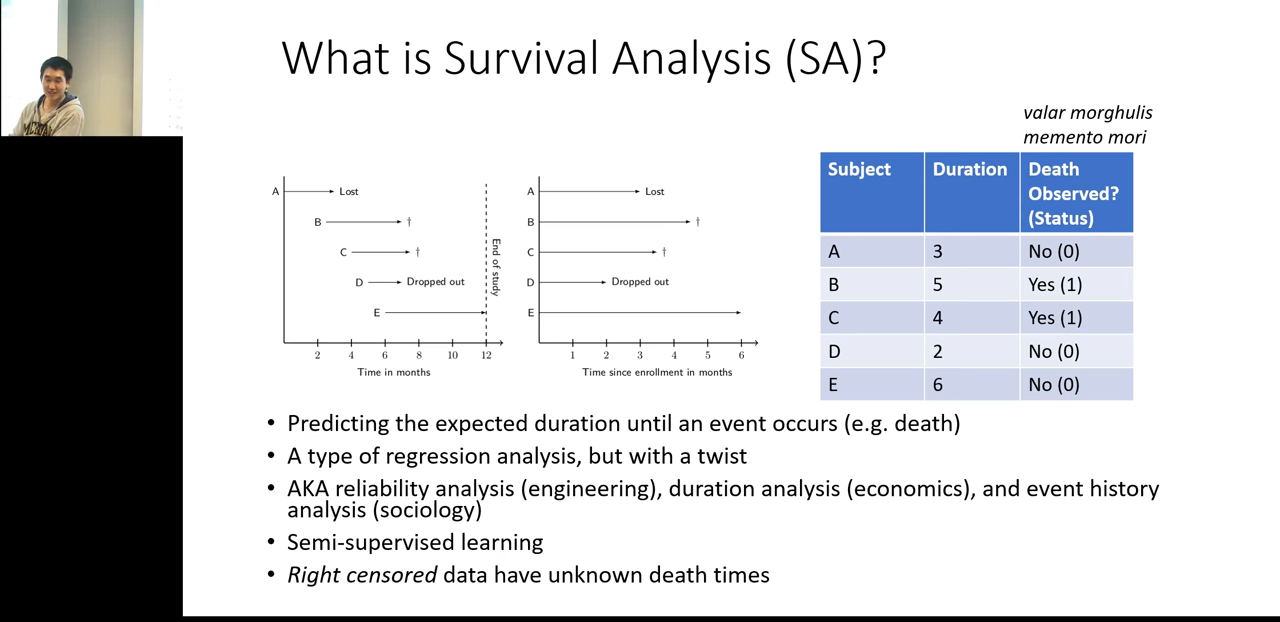 What is Survival Analysis (SA)?
valar morghulis
memento mori
A Lost
B †
C †
D Dropped out
E
End of study
2 4 6 8 10 12
Time in months
A Lost
B †
C †
D Dropped out
E
1 2 3 4 5 6
Time since enrollment in months
Subject Duration Death Observed? (Status)
A 3 No (0)
B 5 Yes (1)
C 4 Yes (1)
D 2 No (0)
E 6 No (0)
• Predicting the expected duration until an event occurs (e.g. death)
• A type of regression analysis, but with a twist
• AKA reliability analysis (engineering), duration analysis (economics), and event history
analysis (sociology)
• Semi-supervised learning
• Right censored data have unknown death times